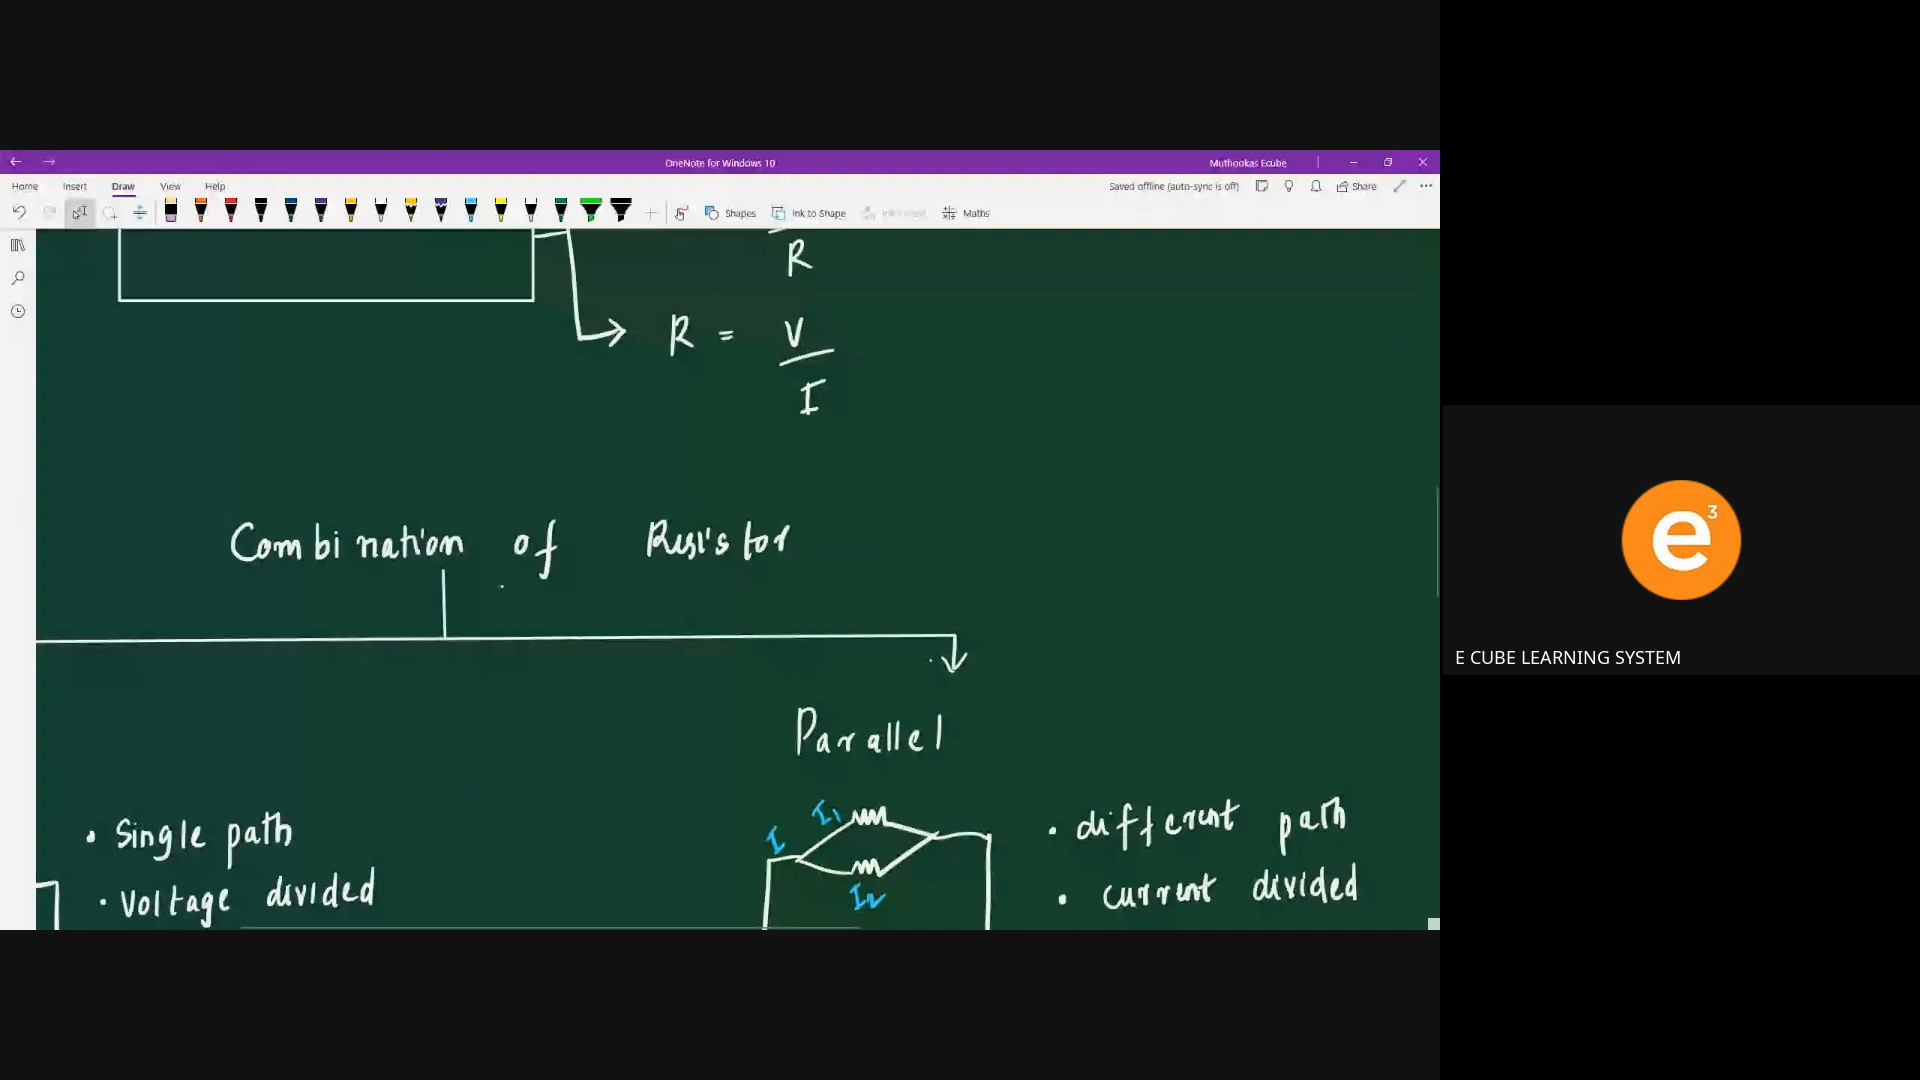 OneNote for Windows 10
Muthookas Ecube
Home Insert Draw View Help
Saved offline (auto-sync is off)
Share
Shapes
Ink to Shape
Maths
R
R = V
I
Combination of Resistor
Parallel
• Single path
• Voltage divided
I
I1
I2
• different path
• current divided
e3
E CUBE LEARNING SYSTEM